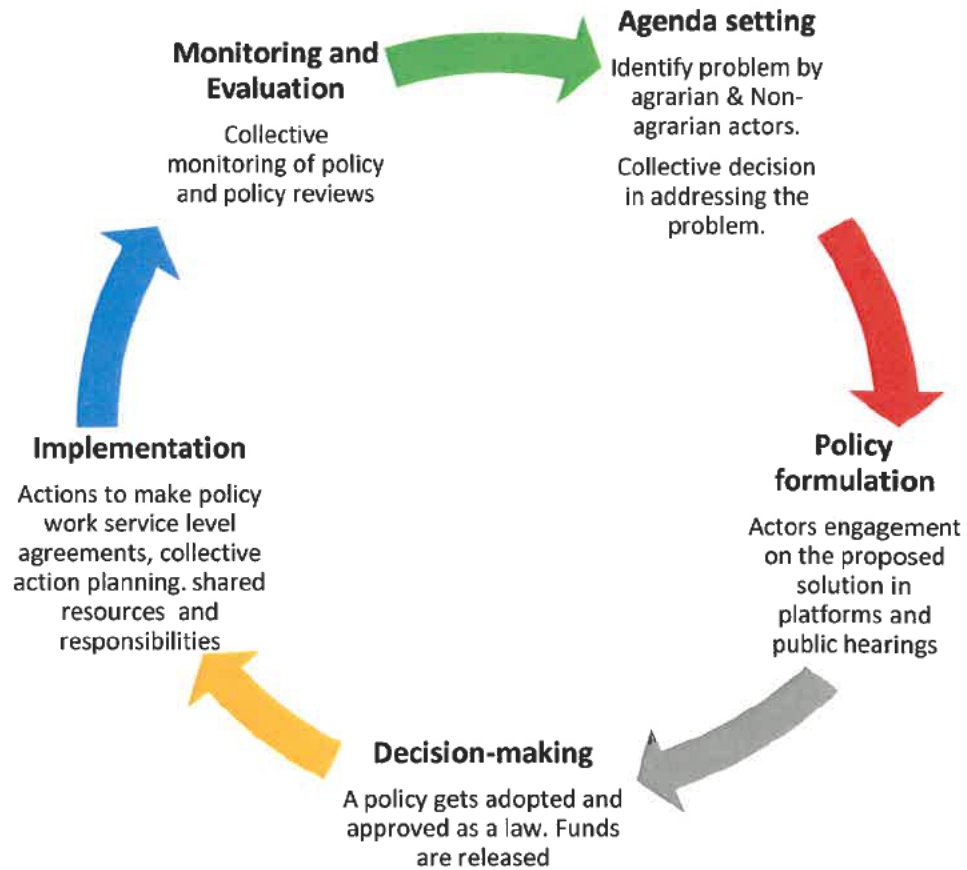 Agenda setting
Identify problem by
agrarian & Non-
agrarian actors.
Collective decision
in addressing the
problem.
Policy
formulation
Actors engagement
on the proposed
solution in
platforms and
public hearings
Decision-making
A policy gets adopted and
approved as a law. Funds
are released
Implementation
Actions to make policy
work service level
agreements, collective
action planning. shared
resources and
responsibilities
Monitoring and
Evaluation
Collective
monitoring of policy
and policy reviews